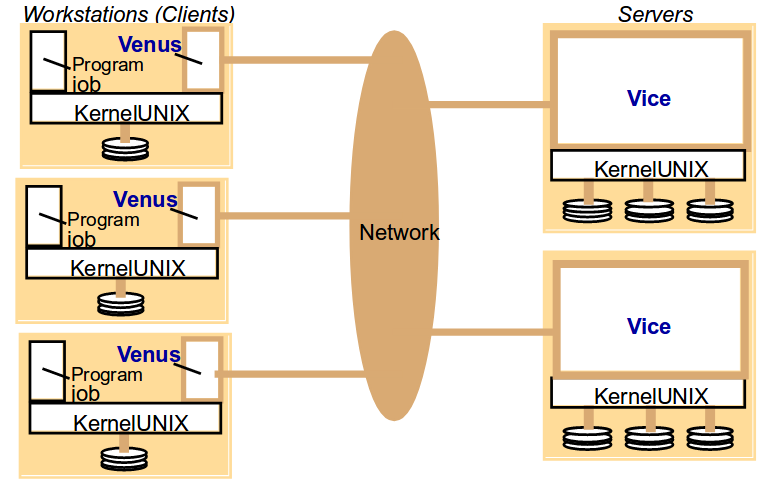 Workstations (Clients)
Servers
Venus
Program
job
KernelUNIX
Venus
Program
job
KernelUNIX
Venus
Program
job
KernelUNIX
Network
Vice
KernelUNIX
Vice
KernelUNIX